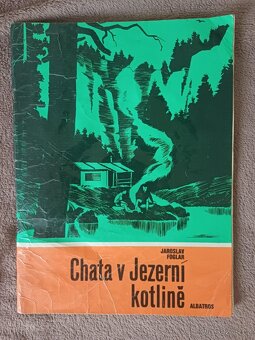 JAROSLAV
FOGLAR
Chata v Jezerní
kotlině
ALBATROS